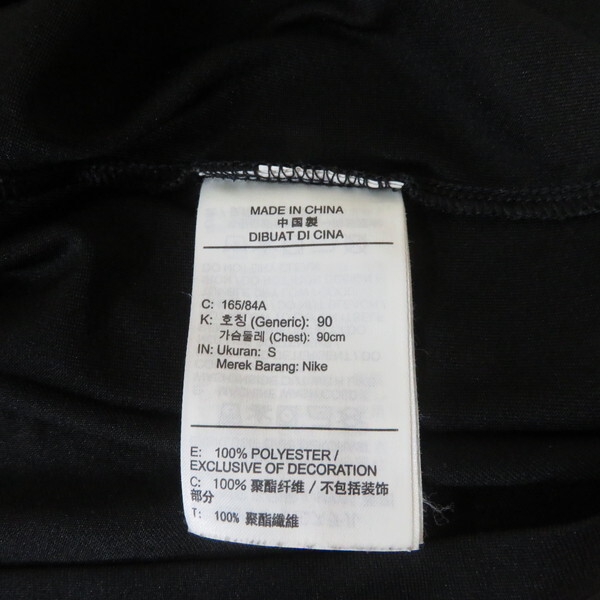 MADE IN CHINA
中国製
DIBUAT DI CINA
C: 165/84A
K: 호칭 (Generic): 90
가슴둘레 (Chest): 90cm
IN: Ukuran: S
Merek Barang: Nike
E: 100% POLYESTER /
EXCLUSIVE OF DECORATION
C: 100% 聚酯纤维 / 不包括装饰
部分
T: 100% 聚酯纖維